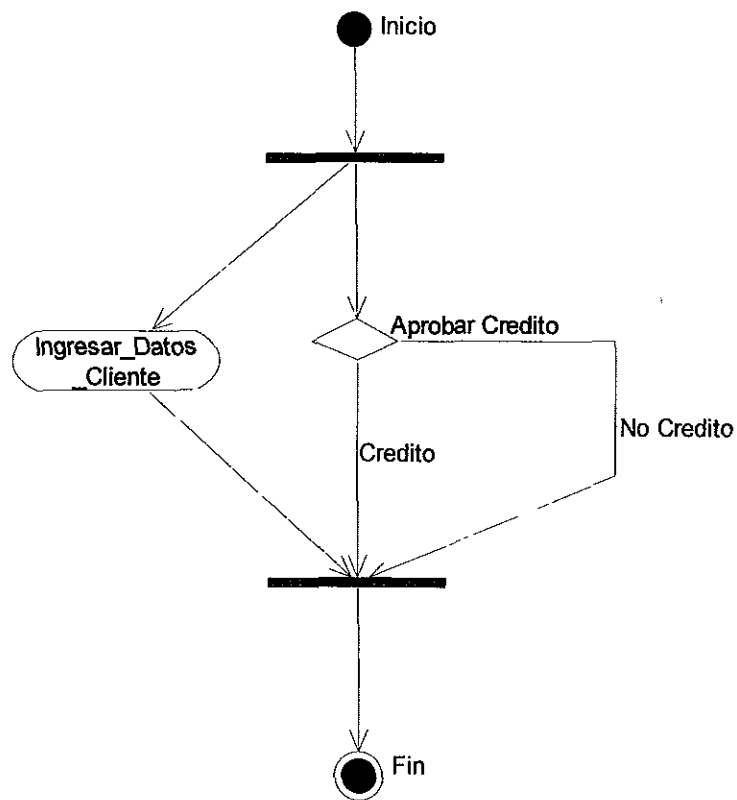 Inicio
Aprobar Credito
Ingresar_Datos
_Cliente
No Credito
Credito
Fin